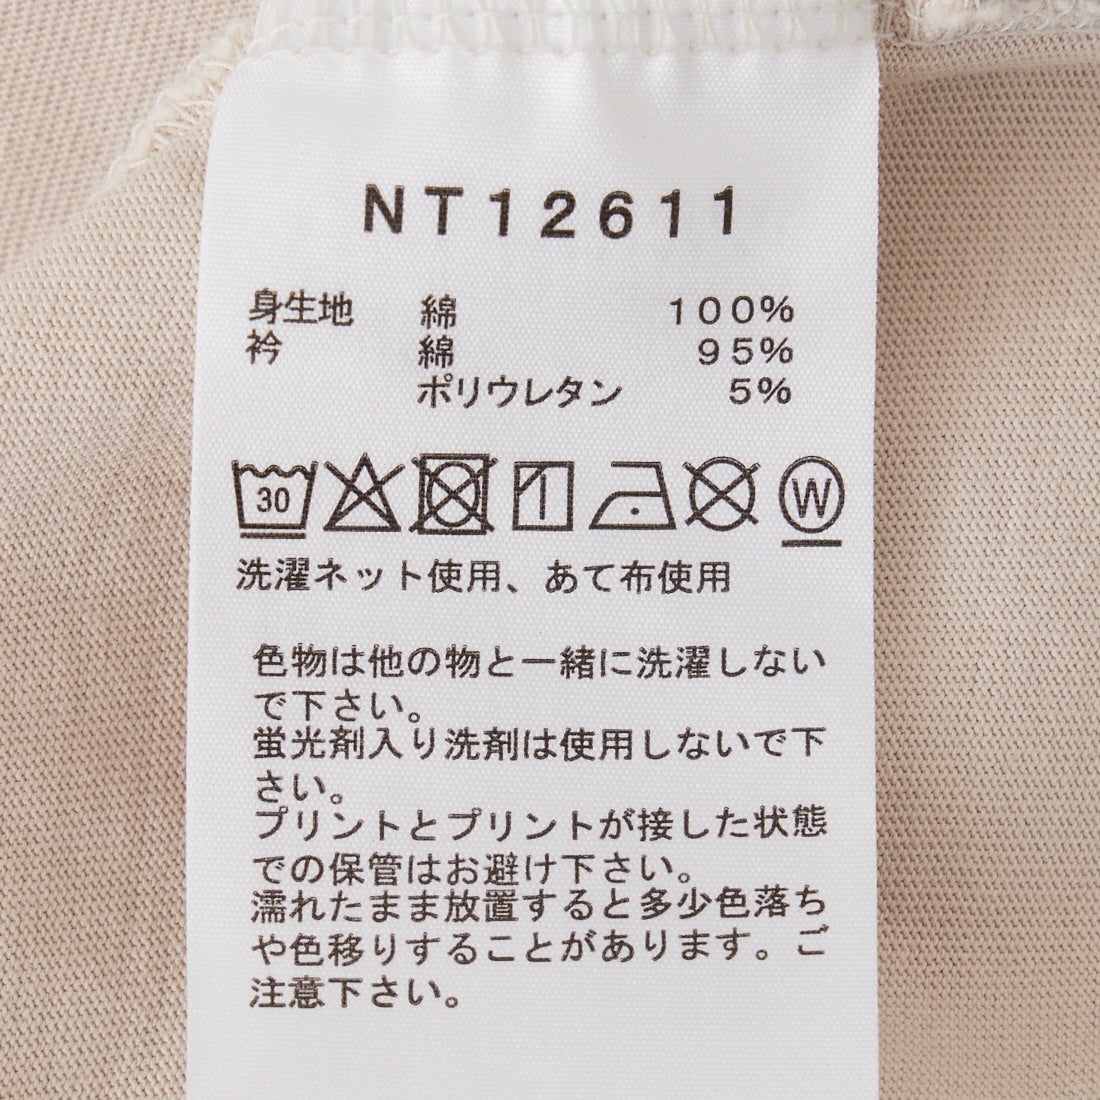 NT12611
身生地 綿 100%
衿 綿 95%
ポリウレタン 5%
30 W
洗濯ネット使用、あて布使用
色物は他の物と一緒に洗濯しない
で下さい。
蛍光剤入り洗剤は使用しないで下
さい。
プリントとプリントが接した状態
での保管はお避け下さい。
濡れたまま放置すると多少色落ち
や色移りすることがあります。ご
注意下さい。